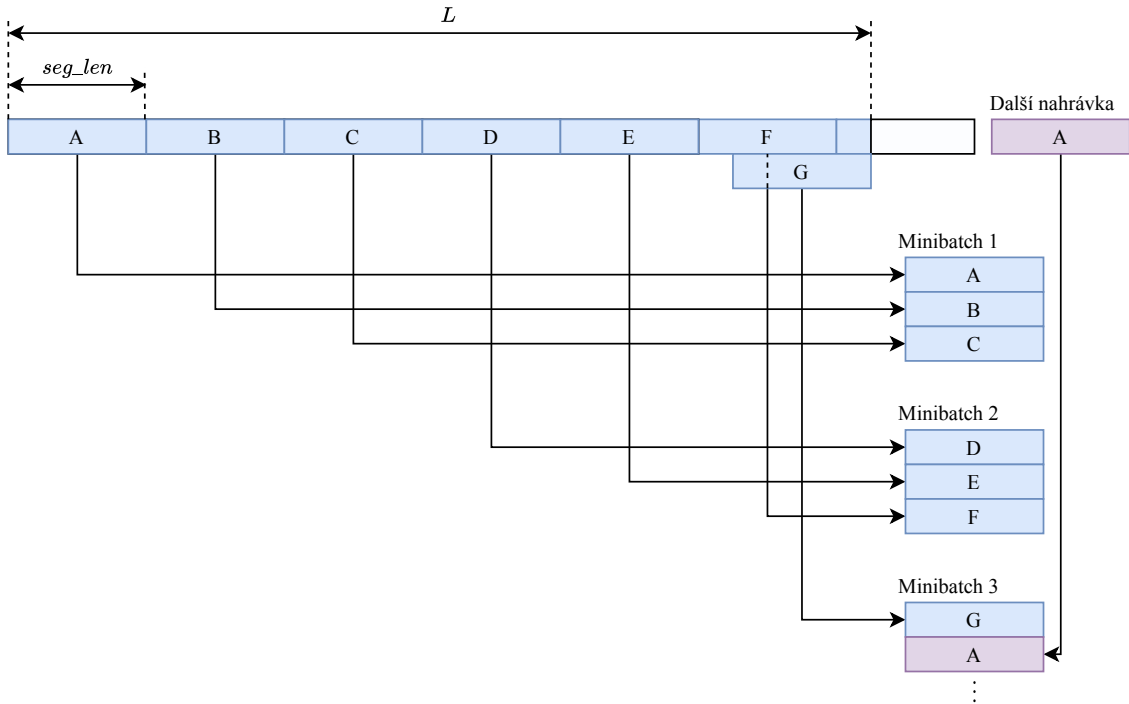 L
seg_len
Další nahrávka
A B C D E F A
G
Minibatch 1
A
B
C
Minibatch 2
D
E
F
Minibatch 3
G
A
⋮